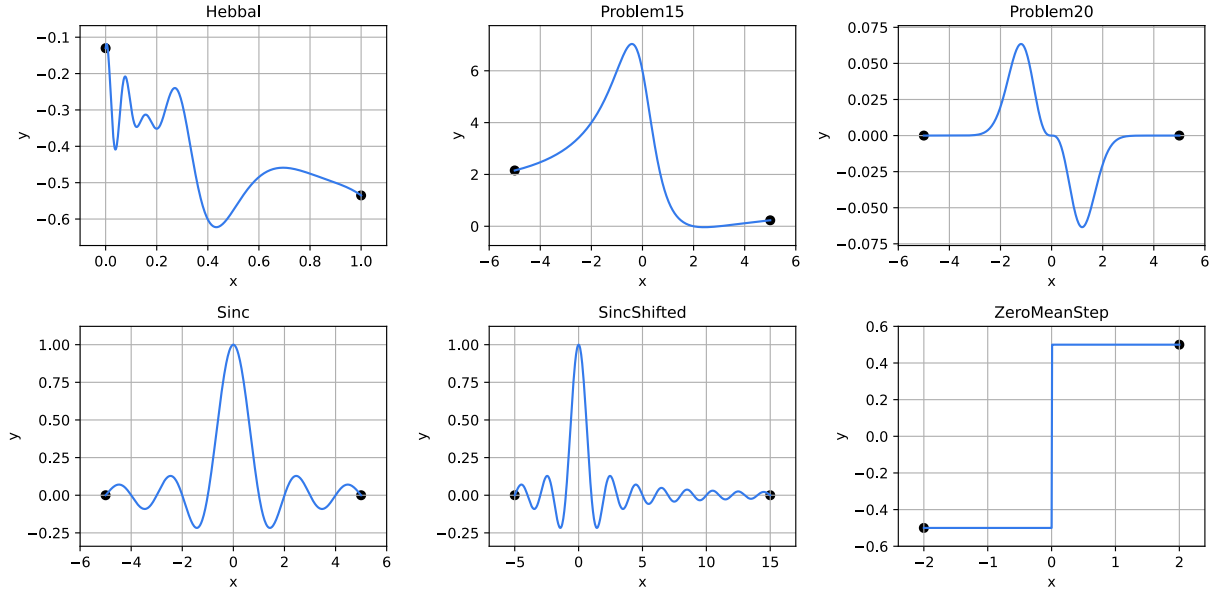 Hebbal
−0.1
−0.2
−0.3
−0.4
−0.5
−0.6
y
0.0 0.2 0.4 0.6 0.8 1.0
x
Problem15
6
4
2
0
y
−6 −4 −2 0 2 4 6
x
Problem20
0.075
0.050
0.025
0.000
−0.025
−0.050
−0.075
y
−6 −4 −2 0 2 4 6
x
Sinc
1.00
0.75
0.50
0.25
0.00
−0.25
y
−6 −4 −2 0 2 4 6
x
SincShifted
1.00
0.75
0.50
0.25
0.00
−0.25
y
−5 0 5 10 15
x
ZeroMeanStep
0.6
0.4
0.2
0.0
−0.2
−0.4
−0.6
y
−2 −1 0 1 2
x